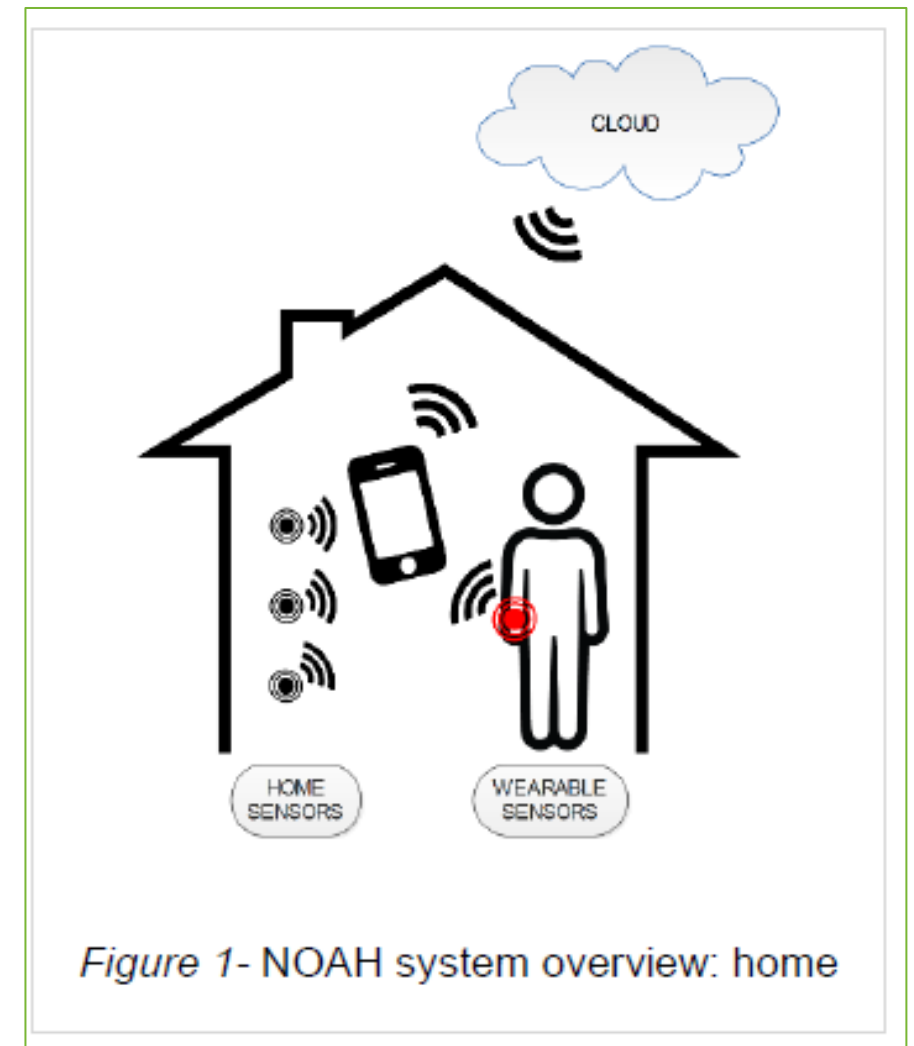 CLOUD
HOME
SENSORS
WEARABLE
SENSORS
Figure 1- NOAH system overview: home